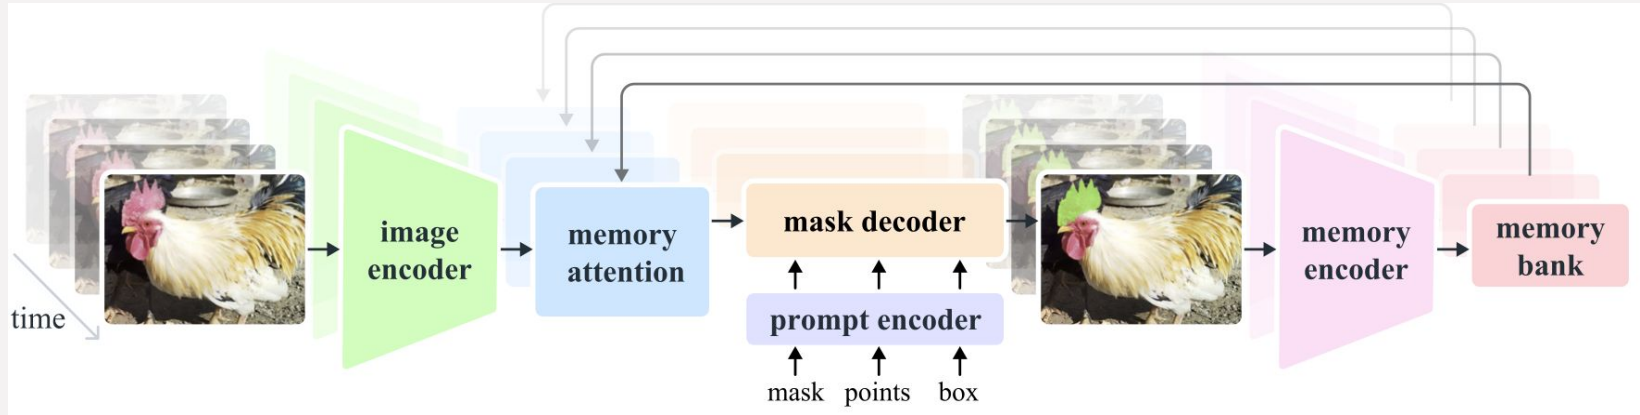 time
image
encoder
memory
attention
mask decoder
prompt encoder
mask points box
memory
encoder
memory
bank